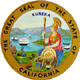 THE GREAT SEAL OF THE STATE OF CALIFORNIA
EUREKA